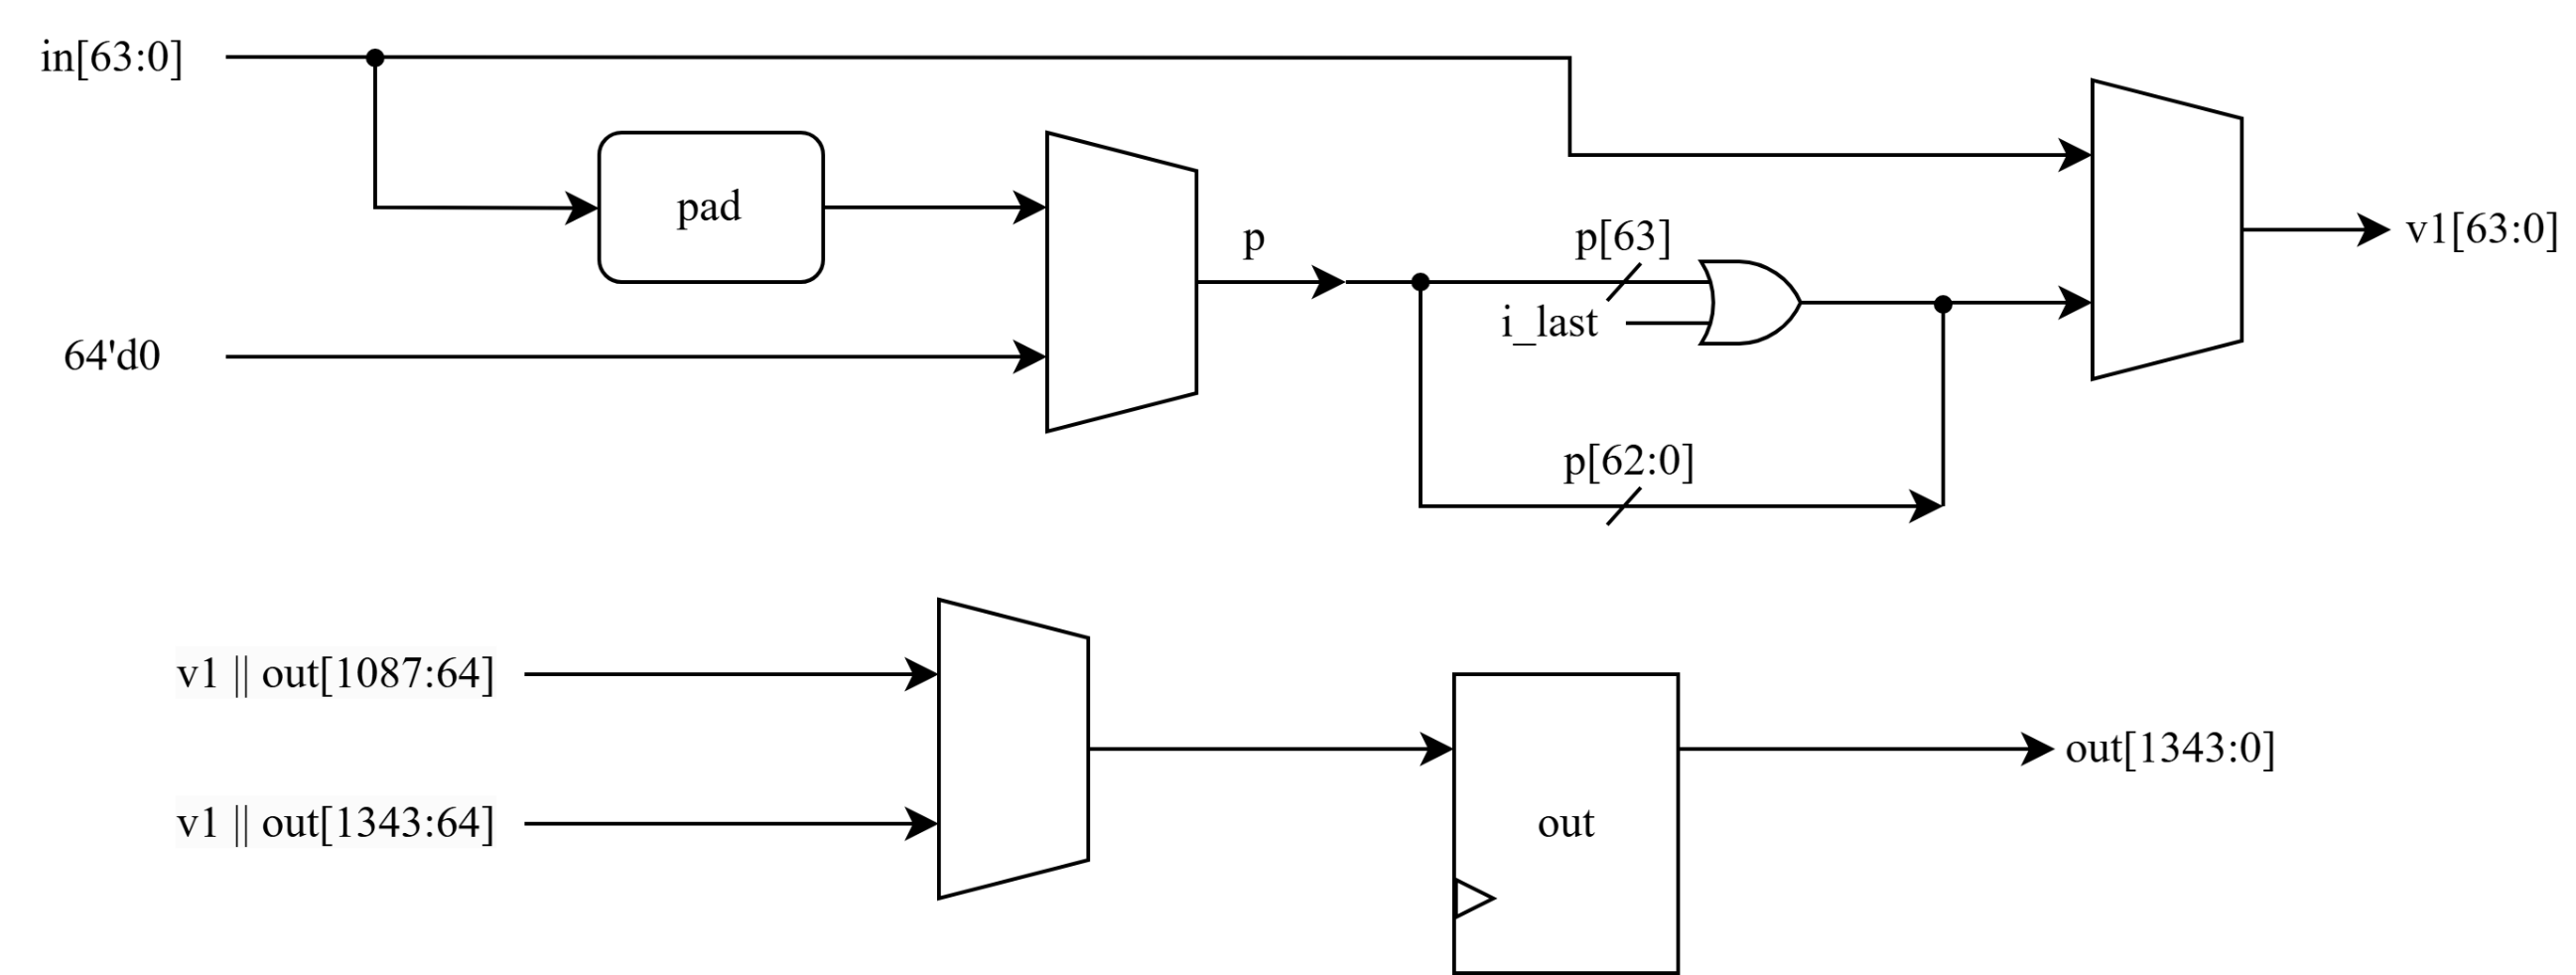 in[63:0]
pad
p
p[63]
i_last
v1[63:0]
64'd0
p[62:0]
v1 || out[1087:64]
v1 || out[1343:64]
out
out[1343:0]